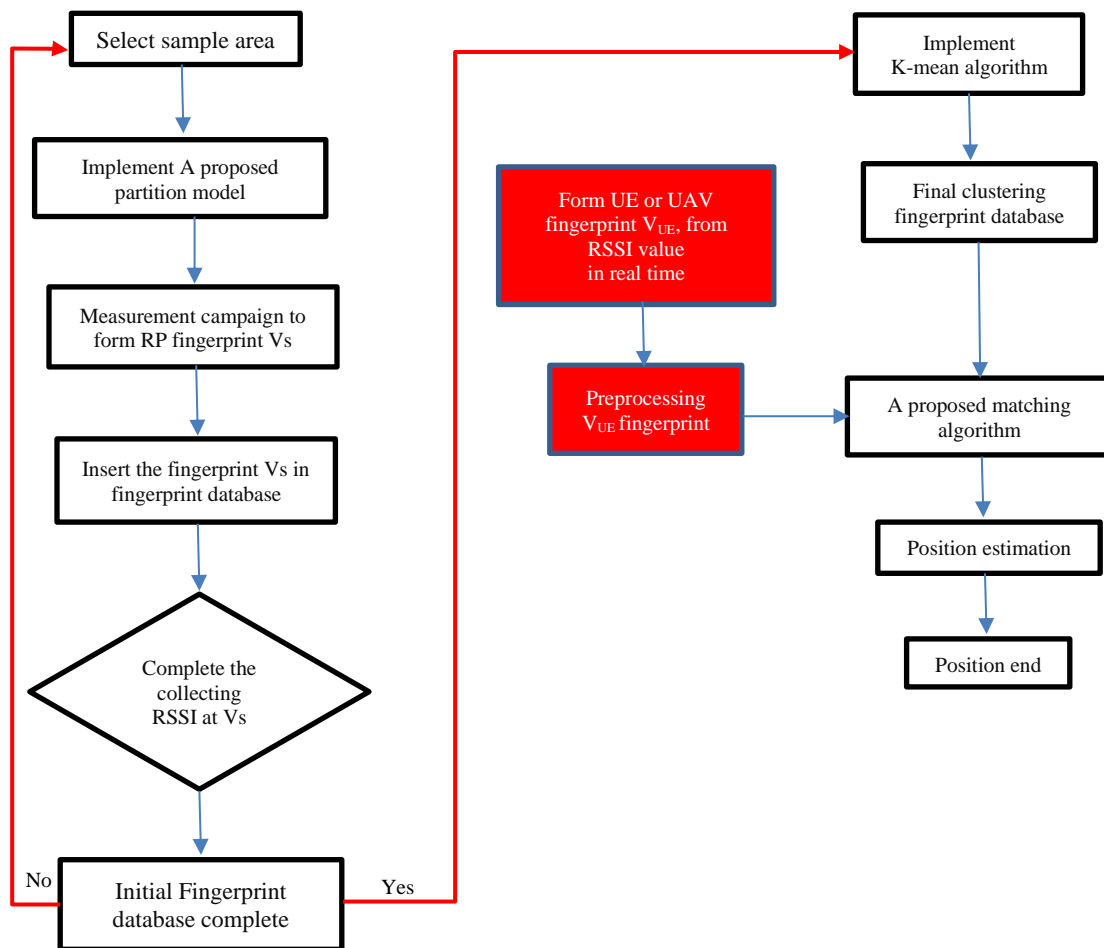 Select sample area
Implement A proposed
partition model
Measurement campaign to
form RP fingerprint Vs
Insert the fingerprint Vs in
fingerprint database
Complete the
collecting
RSSI at Vs
No
Initial Fingerprint
database complete
Yes
Implement
K-mean algorithm
Form UE or UAV
fingerprint VUE, from
RSSI value
in real time
Final clustering
fingerprint database
Preprocessing
VUE fingerprint
A proposed matching
algorithm
Position estimation
Position end